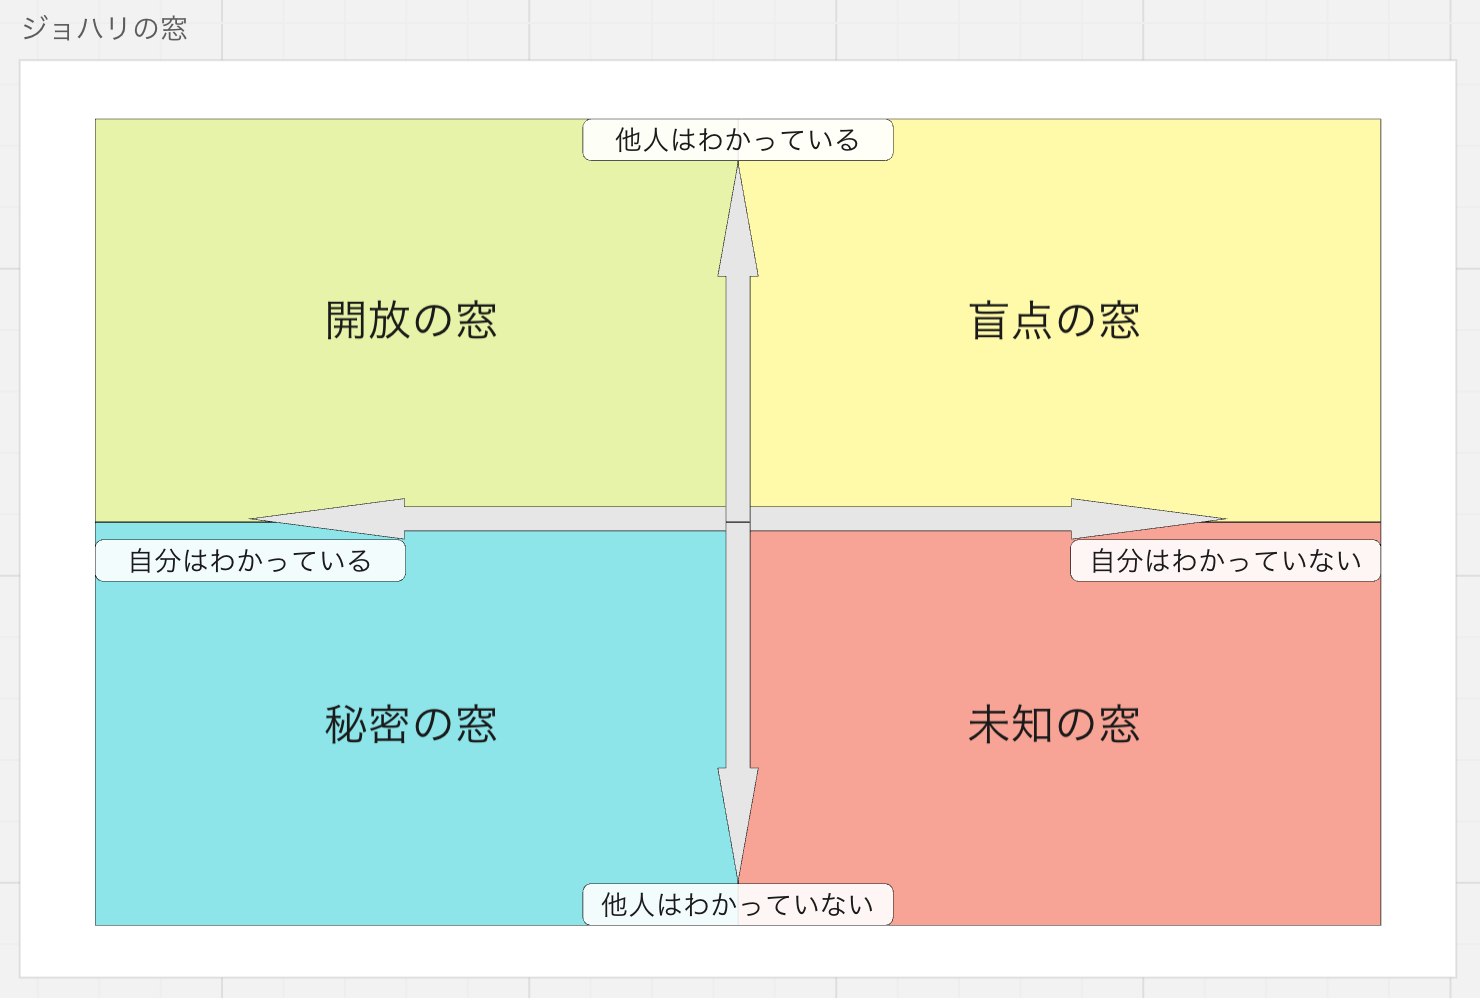 ジョハリの窓
他人はわかっている
開放の窓
盲点の窓
自分はわかっている
自分はわかっていない
秘密の窓
未知の窓
他人はわかっていない